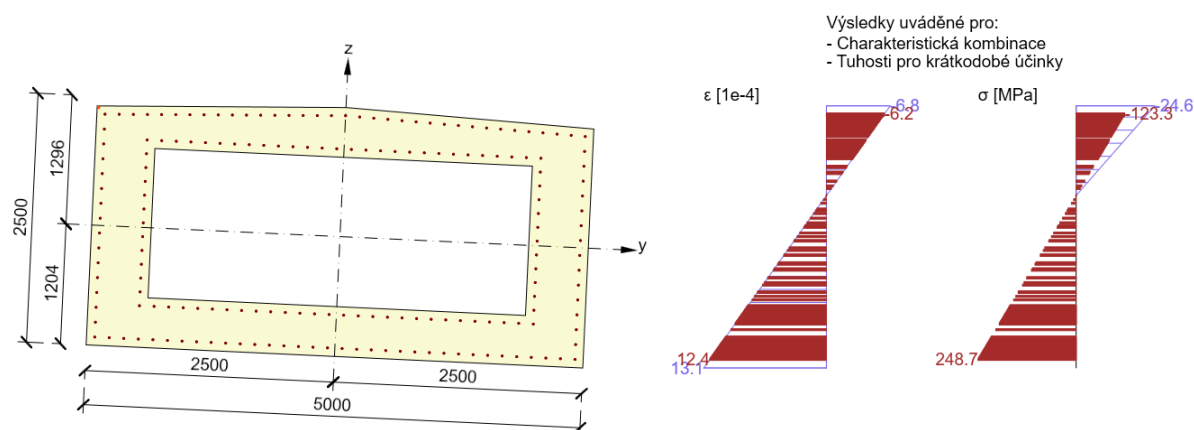 Výsledky uváděné pro:
- Charakteristická kombinace
- Tuhosti pro krátkodobé účinky
z
y
2500
1296
1204
2500
2500
5000
ε [1e-4]
-6.8
-6.2
12.4
13.1
σ [MPa]
-24.6
-123.3
248.7